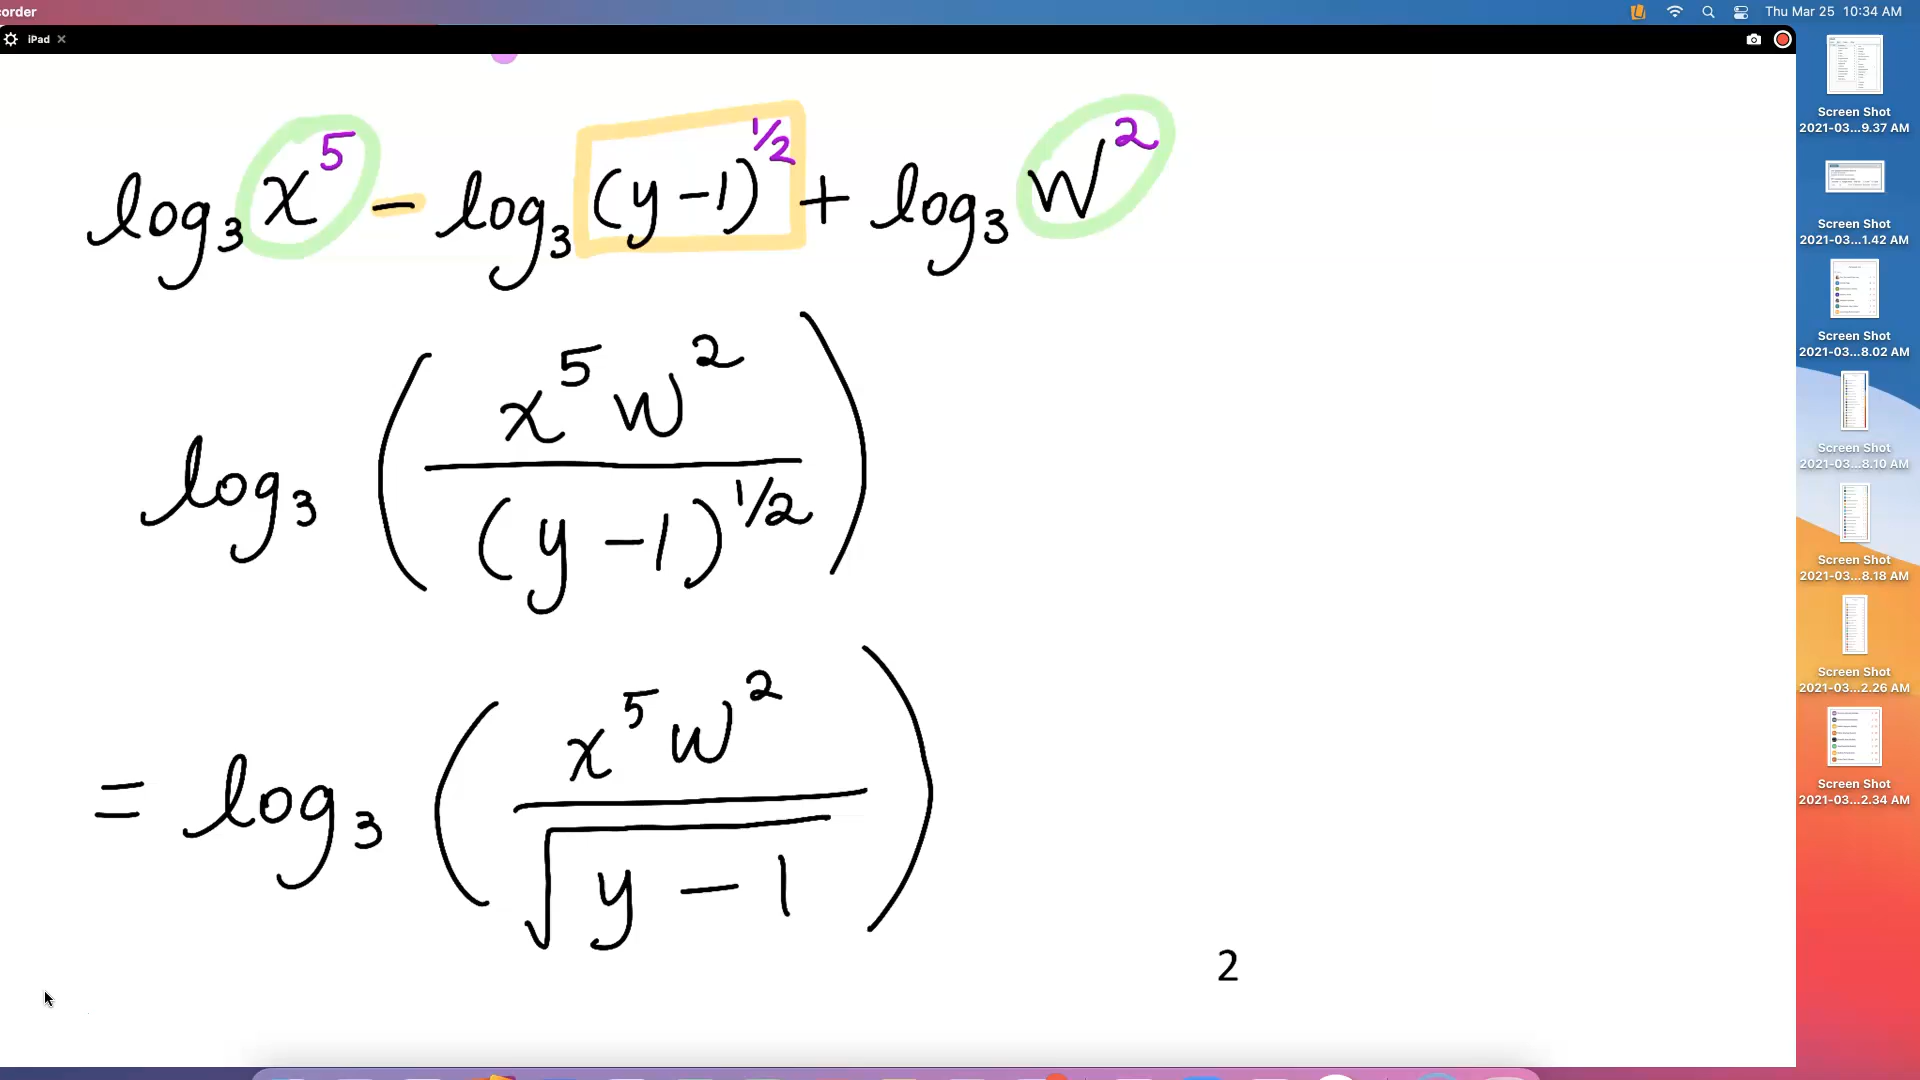 corder
Thu Mar 25 10:34 AM
iPad
log₃ x⁵ − log₃ (y−1)^½ + log₃ w²
log₃ ( x⁵ w² / (y−1)^½ )
= log₃ ( x⁵ w² / √(y − 1) )
2
Screen Shot
2021-03...9.37 AM
Screen Shot
2021-03...1.42 AM
Screen Shot
2021-03...8.02 AM
Screen Shot
2021-03...8.10 AM
Screen Shot
2021-03...8.18 AM
Screen Shot
2021-03...2.26 AM
Screen Shot
2021-03...2.34 AM